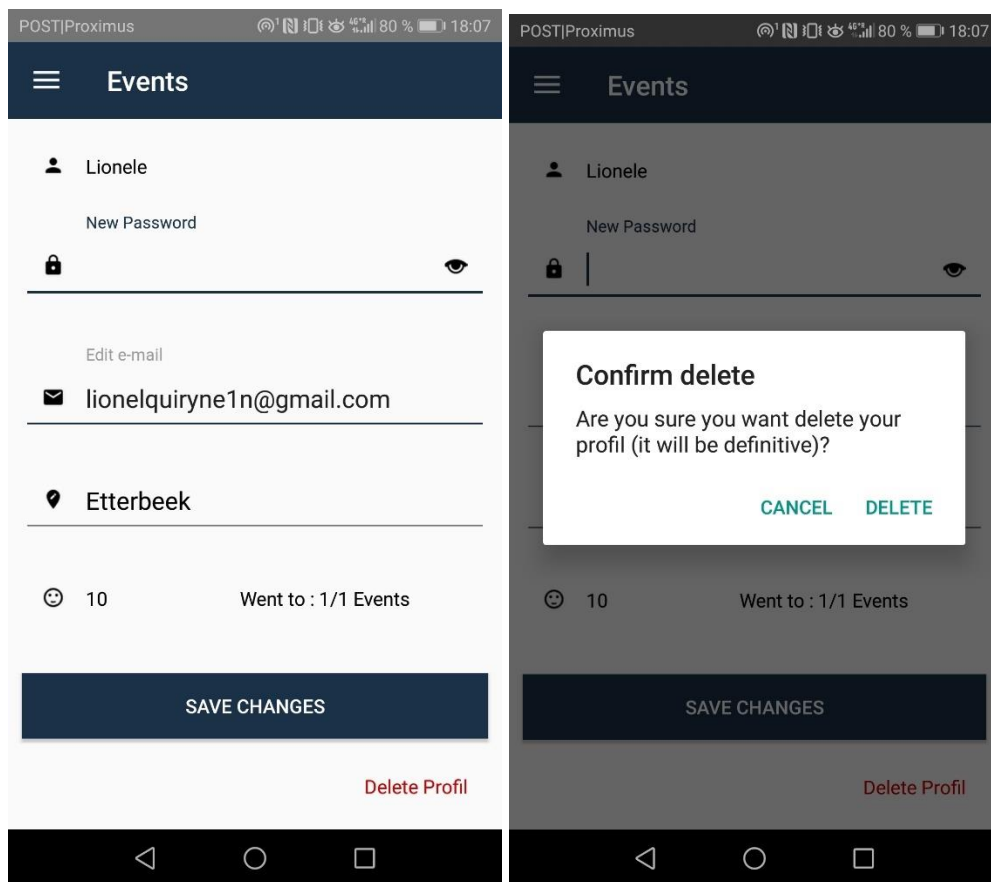 POST|Proximus 80 % 18:07
Events
Lionele
New Password
Edit e-mail
lionelquiryne1n@gmail.com
Etterbeek
10 Went to : 1/1 Events
SAVE CHANGES
Delete Profil
POST|Proximus 80 % 18:07
Events
Lionele
New Password
Confirm delete
Are you sure you want delete your
profil (it will be definitive)?
CANCEL DELETE
10 Went to : 1/1 Events
SAVE CHANGES
Delete Profil